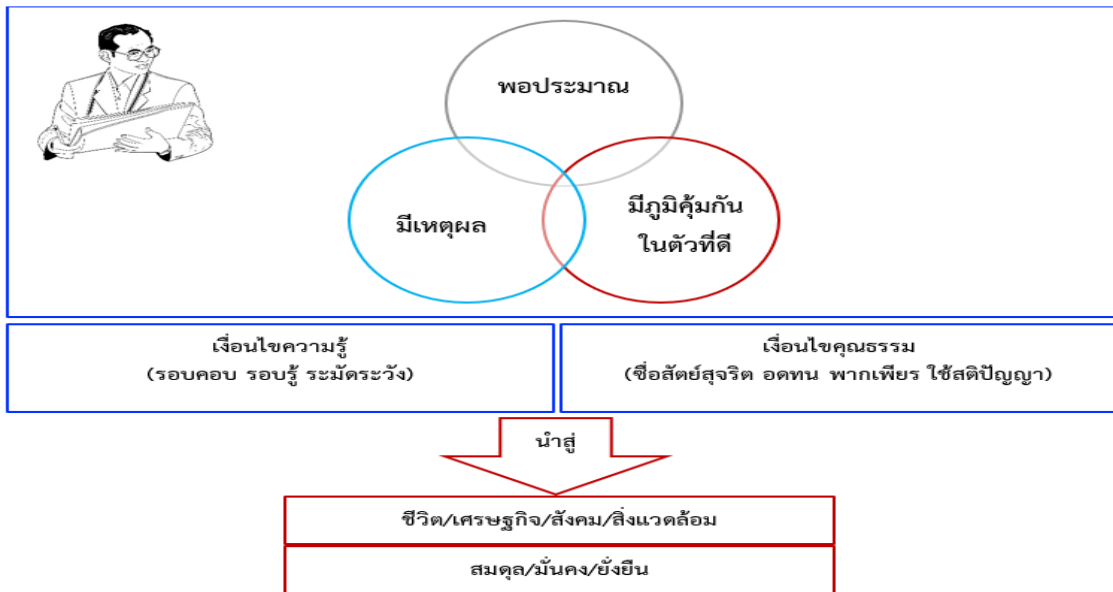 พอประมาณ
มีเหตุผล
มีภูมิคุ้มกัน
ในตัวที่ดี
เงื่อนไขความรู้
(รอบคอบ รอบรู้ ระมัดระวัง)
เงื่อนไขคุณธรรม
(ซื่อสัตย์สุจริต อดทน พากเพียร ใช้สติปัญญา)
นำสู่
ชีวิต/เศรษฐกิจ/สังคม/สิ่งแวดล้อม
สมดุล/มั่นคง/ยั่งยืน